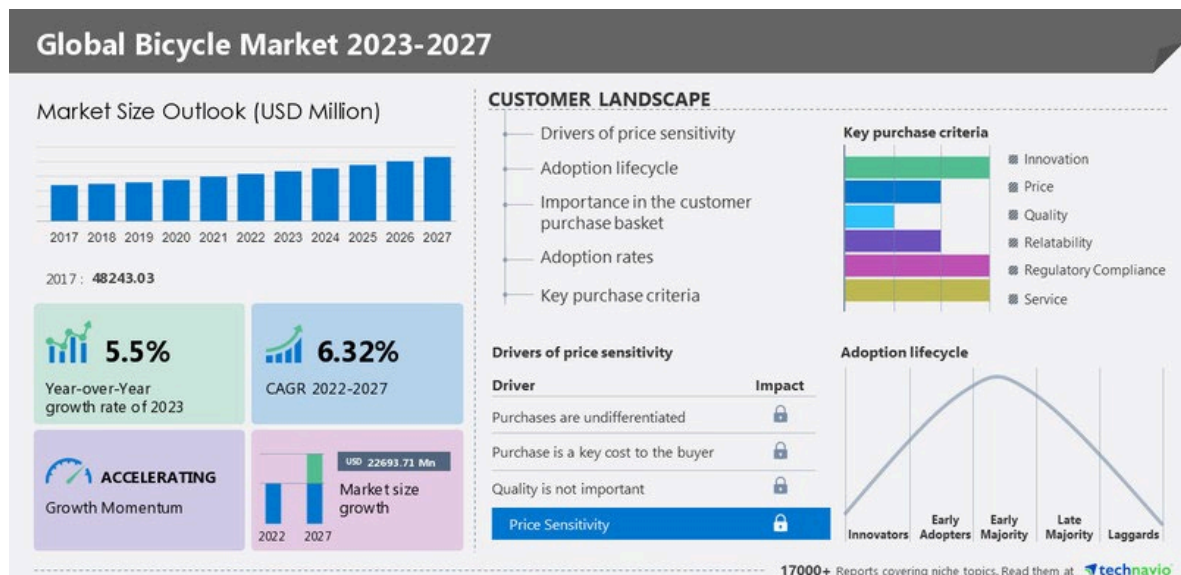 Global Bicycle Market 2023-2027
Market Size Outlook (USD Million)
2017 2018 2019 2020 2021 2022 2023 2024 2025 2026 2027
2017 : 48243.03
5.5%
Year-over-Year
growth rate of 2023
6.32%
CAGR 2022-2027
ACCELERATING
Growth Momentum
USD 22693.71 Mn
Market size
growth
2022 2027
CUSTOMER LANDSCAPE
Drivers of price sensitivity
Adoption lifecycle
Importance in the customer
purchase basket
Adoption rates
Key purchase criteria
Key purchase criteria
Innovation
Price
Quality
Relatability
Regulatory Compliance
Service
Drivers of price sensitivity
Driver Impact
Purchases are undifferentiated
Purchase is a key cost to the buyer
Quality is not important
Price Sensitivity
Adoption lifecycle
Innovators Early Adopters Early Majority Late Majority Laggards
17000+ Reports covering niche topics. Read them at technavio